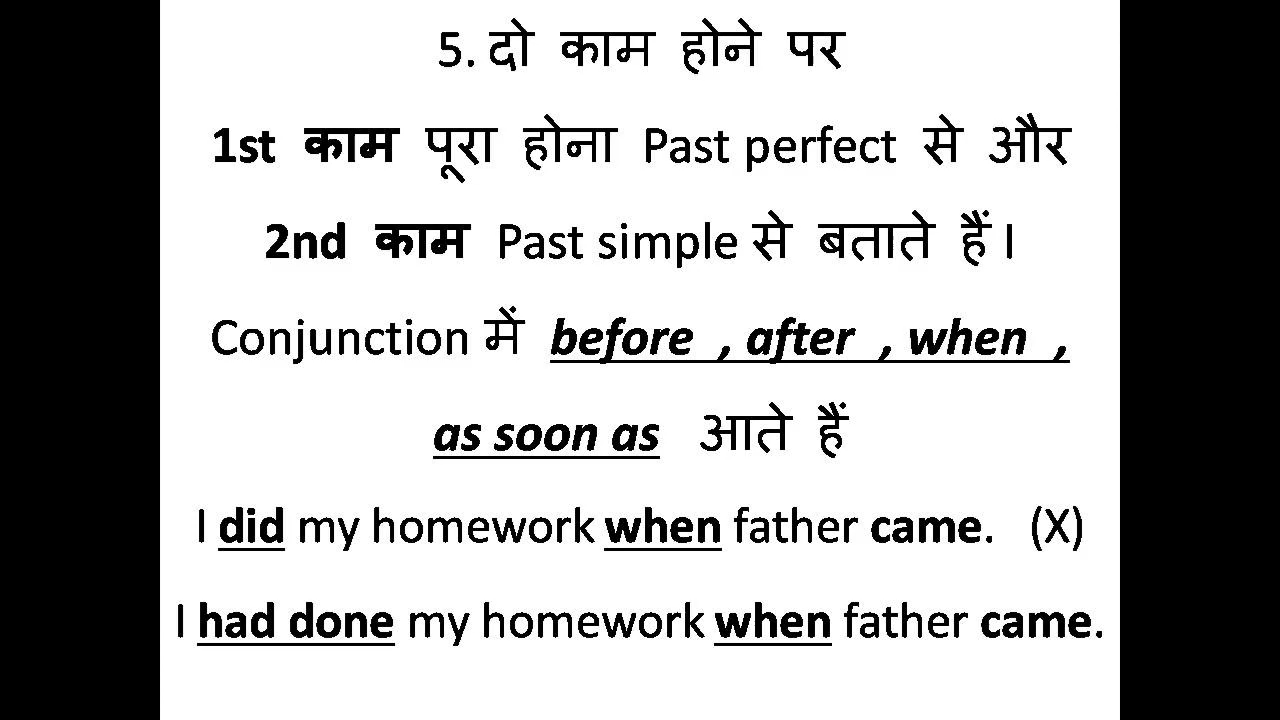 5. दो काम होने पर
1st काम पूरा होना Past perfect से और
2nd काम Past simple से बताते हैं I
Conjunction में before , after , when ,
as soon as आते हैं
I did my homework when father came. (X)
I had done my homework when father came.